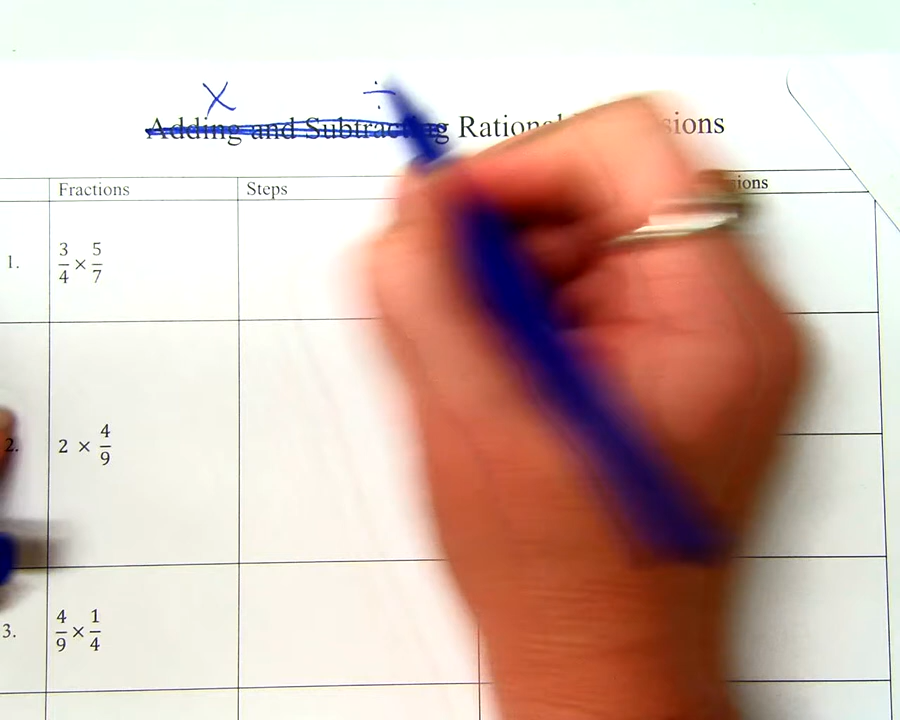 × ÷
Adding and Subtracting Rational
Fractions Steps
1. 3/4 × 5/7
2. 2 × 4/9
3. 4/9 × 1/4